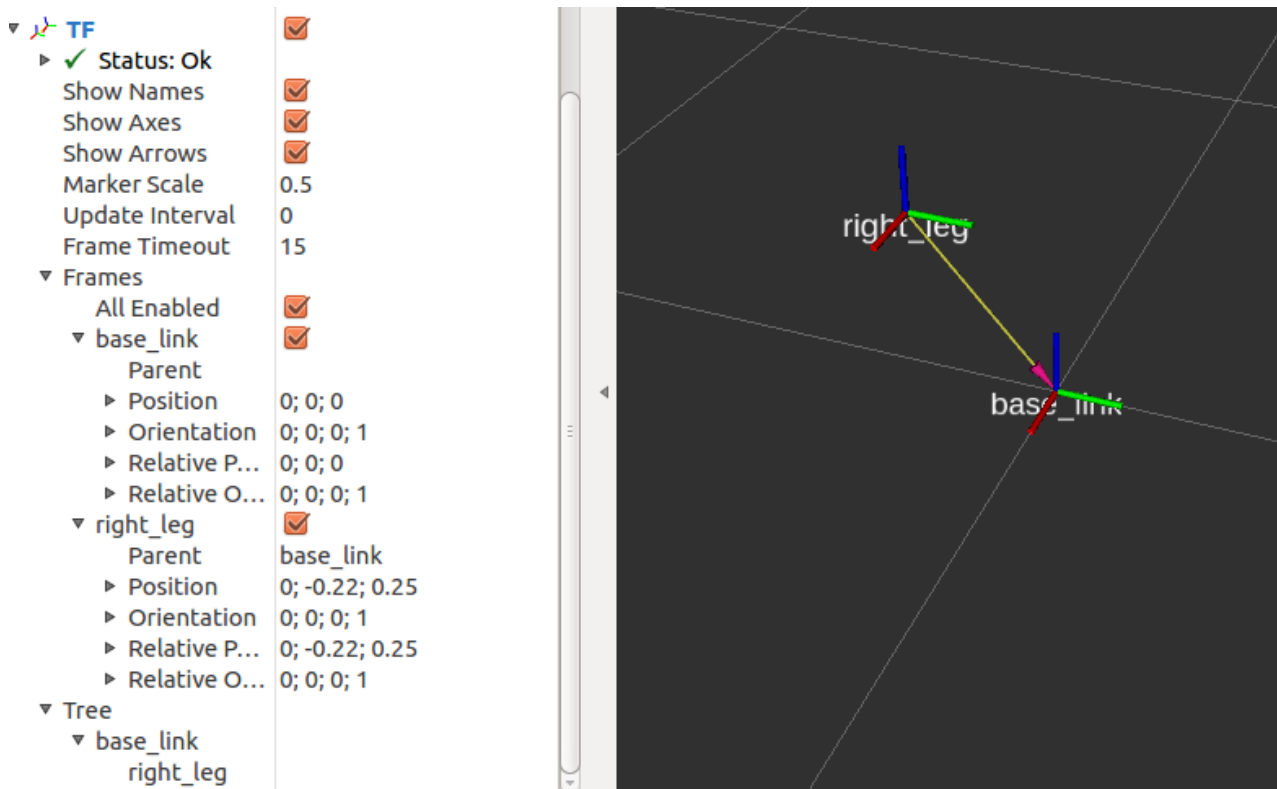 TF
Status: Ok
Show Names
Show Axes
Show Arrows
Marker Scale 0.5
Update Interval 0
Frame Timeout 15
Frames
All Enabled
base_link
Parent
Position 0; 0; 0
Orientation 0; 0; 0; 1
Relative P... 0; 0; 0
Relative O... 0; 0; 0; 1
right_leg
Parent base_link
Position 0; -0.22; 0.25
Orientation 0; 0; 0; 1
Relative P... 0; -0.22; 0.25
Relative O... 0; 0; 0; 1
Tree
base_link
right_leg
right_leg
base_link